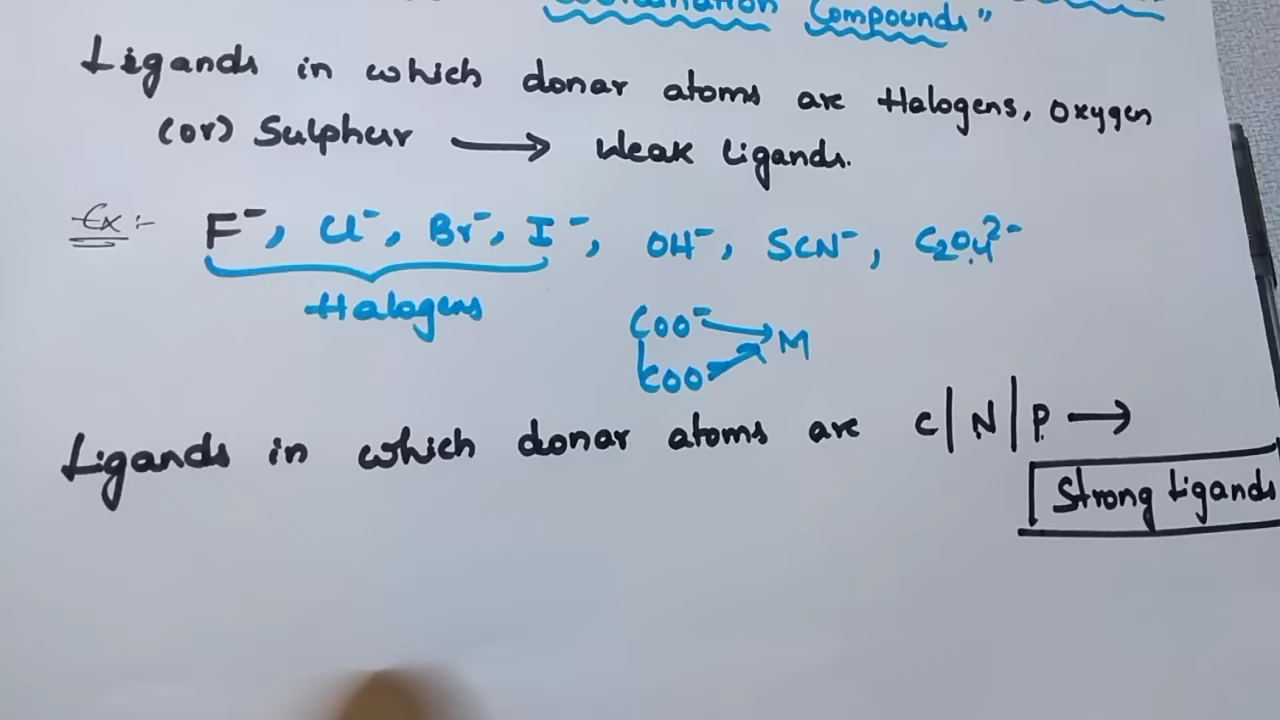 Compounds"
Ligands in which donar atoms are Halogens, Oxygen
(or) Sulphur → Weak Ligands.
Ex :- F⁻, Cl⁻, Br⁻, I⁻, OH⁻, SCN⁻, C₂O₄²⁻
Halogens
COO⁻ → M
COO⁻
Ligands in which donar atoms are C|N|P →
Strong Ligands